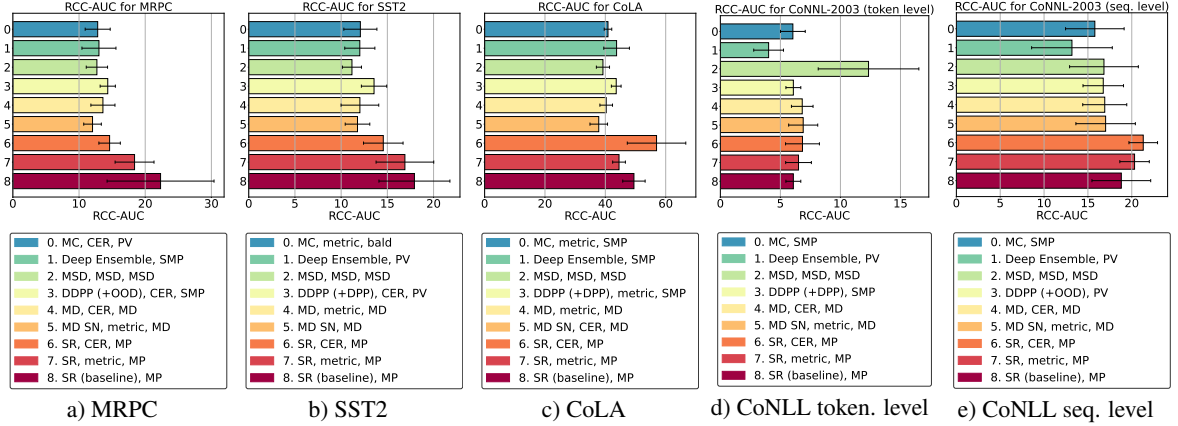 RCC-AUC for MRPC
0
1
2
3
4
5
6
7
8
0 10 20 30
RCC-AUC
0. MC, CER, PV
1. Deep Ensemble, SMP
2. MSD, MSD, MSD
3. DDPP (+OOD), CER, SMP
4. MD, CER, MD
5. MD SN, metric, MD
6. SR, CER, MP
7. SR, metric, MP
8. SR (baseline), MP
a) MRPC
RCC-AUC for SST2
0
1
2
3
4
5
6
7
8
0 5 10 15 20
RCC-AUC
0. MC, metric, bald
1. Deep Ensemble, PV
2. MSD, MSD, MSD
3. DDPP (+DPP), CER, PV
4. MD, metric, MD
5. MD SN, MD
6. SR, CER, MP
7. SR, metric, MP
8. SR (baseline), MP
b) SST2
RCC-AUC for CoLA
0
1
2
3
4
5
6
7
8
0 20 40 60
RCC-AUC
0. MC, metric, SMP
1. Deep Ensemble, SMP
2. MSD, MSD, MSD
3. DDPP (+DPP), metric, SMP
4. MD, metric, MD
5. MD SN, CER, MD
6. SR, CER, MP
7. SR, metric, MP
8. SR (baseline), MP
c) CoLA
RCC-AUC for CoNNL-2003 (token level)
0
1
2
3
4
5
6
7
8
0 5 10 15
RCC-AUC
0. MC, SMP
1. Deep Ensemble, PV
2. MSD, MSD, MSD
3. DDPP (+DPP), SMP
4. MD, CER, MD
5. MD SN, metric, MD
6. SR, CER, MP
7. SR, metric, MP
8. SR (baseline), MP
d) CoNLL token. level
RCC-AUC for CoNNL-2003 (seq. level)
0
1
2
3
4
5
6
7
8
0 5 10 15 20
RCC-AUC
0. MC, SMP
1. Deep Ensemble, PV
2. MSD, MSD, MSD
3. DDPP (+OOD), PV
4. MD, CER, MD
5. MD SN, metric, MD
6. SR, CER, MP
7. SR, metric, MP
8. SR (baseline), MP
e) CoNLL seq. level